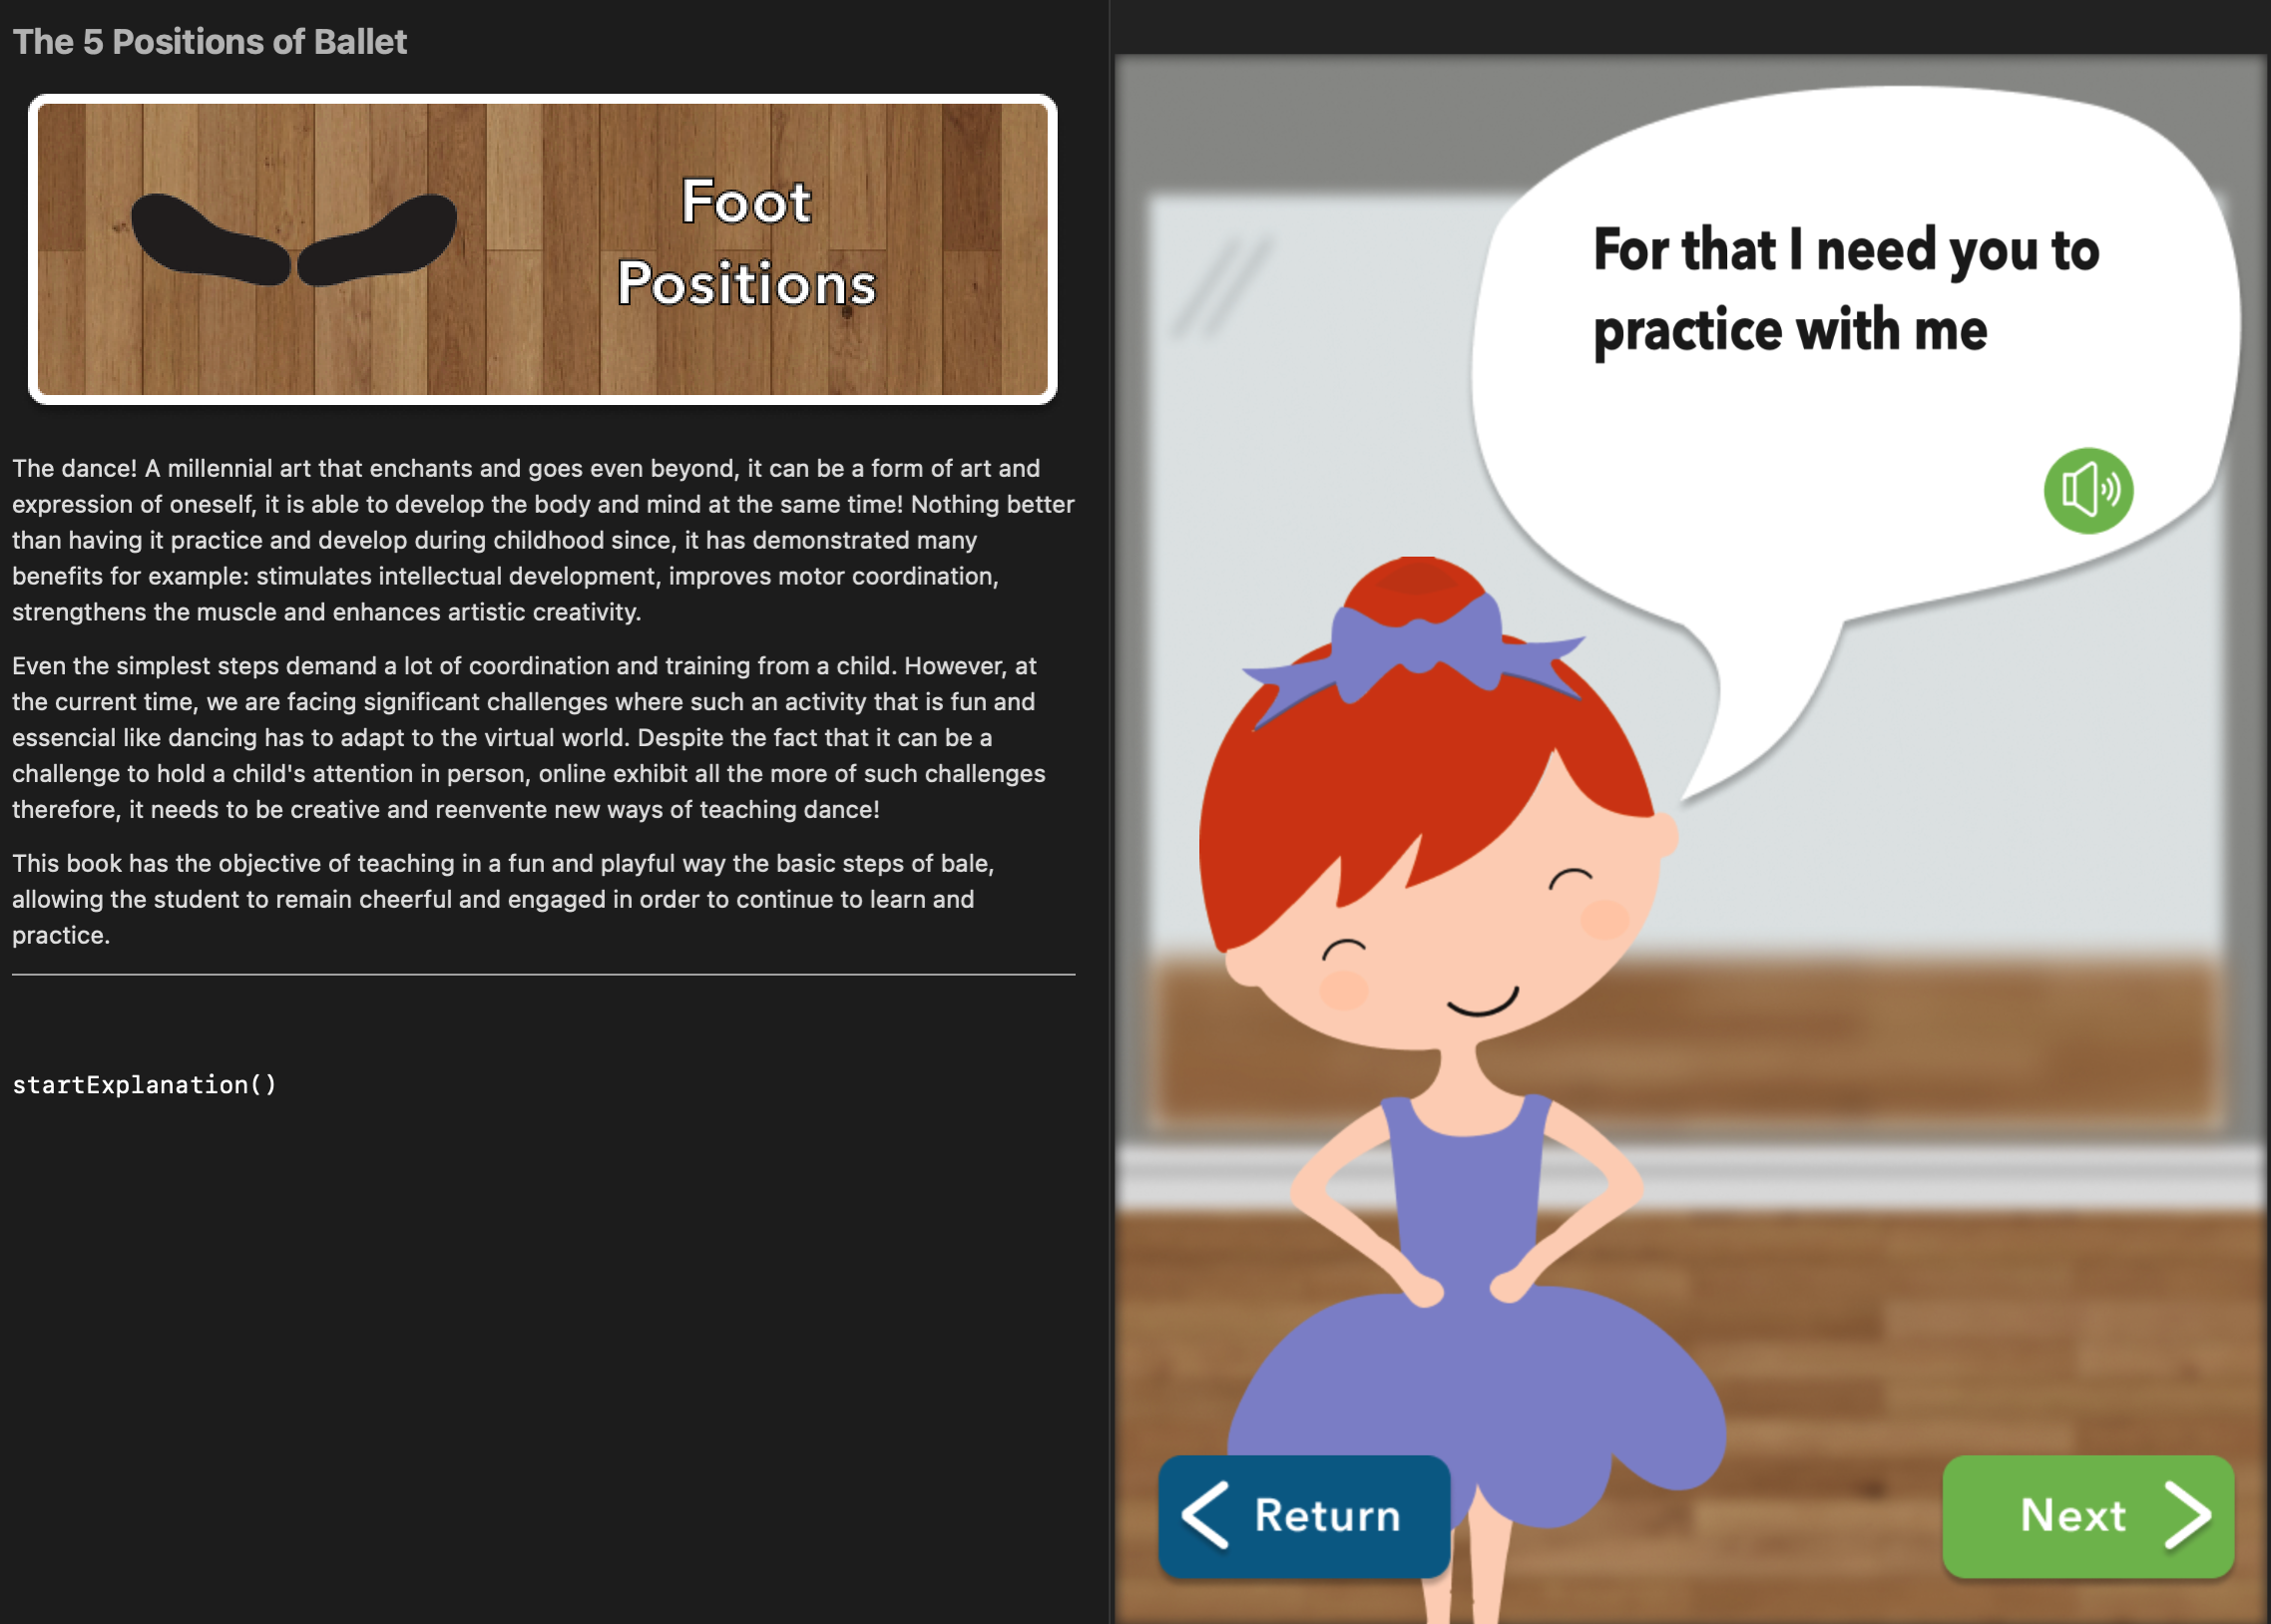 The 5 Positions of Ballet
Foot
Positions
The dance! A millennial art that enchants and goes even beyond, it can be a form of art and
expression of oneself, it is able to develop the body and mind at the same time! Nothing better
than having it practice and develop during childhood since, it has demonstrated many
benefits for example: stimulates intellectual development, improves motor coordination,
strengthens the muscle and enhances artistic creativity.
Even the simplest steps demand a lot of coordination and training from a child. However, at
the current time, we are facing significant challenges where such an activity that is fun and
essencial like dancing has to adapt to the virtual world. Despite the fact that it can be a
challenge to hold a child's attention in person, online exhibit all the more of such challenges
therefore, it needs to be creative and reenvente new ways of teaching dance!
This book has the objective of teaching in a fun and playful way the basic steps of bale,
allowing the student to remain cheerful and engaged in order to continue to learn and
practice.
startExplanation()
For that I need you to
practice with me
Return
Next